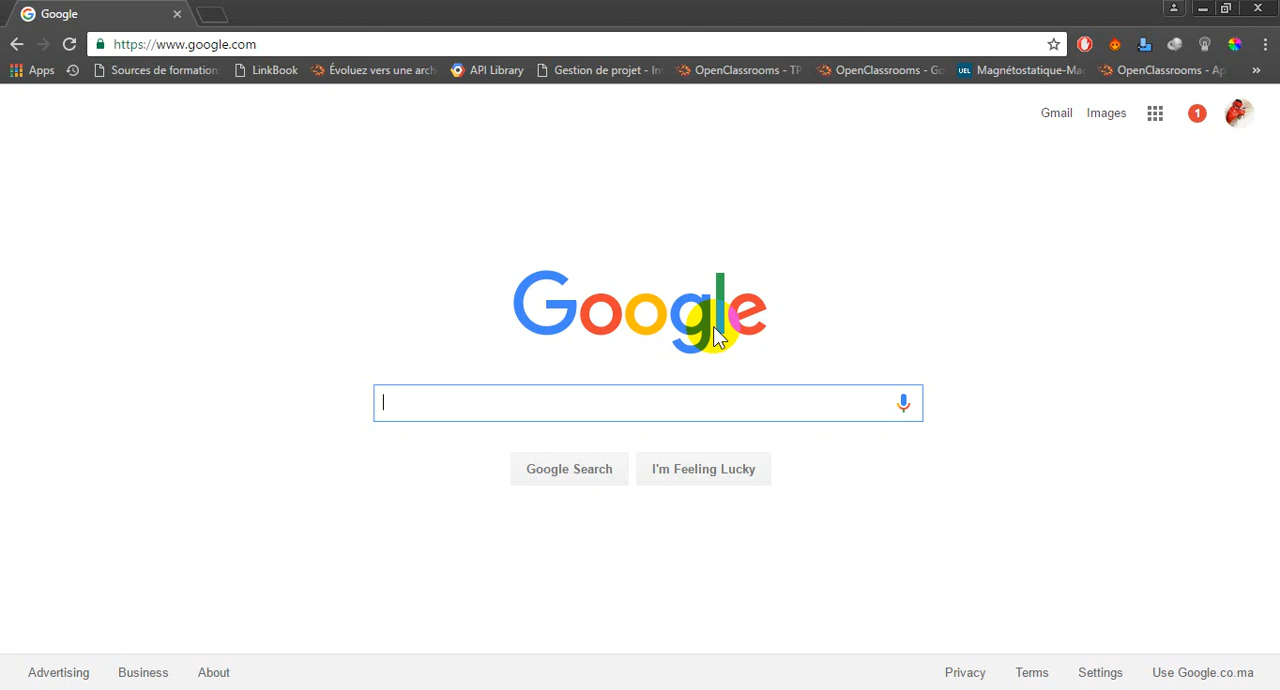 Google
https://www.google.com
Apps Sources de formation LinkBook Évoluez vers une arch API Library Gestion de projet - In OpenClassrooms - TP OpenClassrooms - Go UEL Magnétostatique-Ma OpenClassrooms - Ap »
Gmail Images 1
Google
Google Search I'm Feeling Lucky
Advertising Business About Privacy Terms Settings Use Google.co.ma